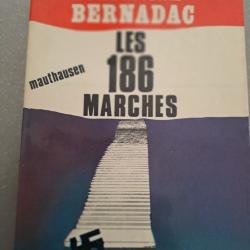 BERNADAC
LES
186
mauthausen
MARCHES